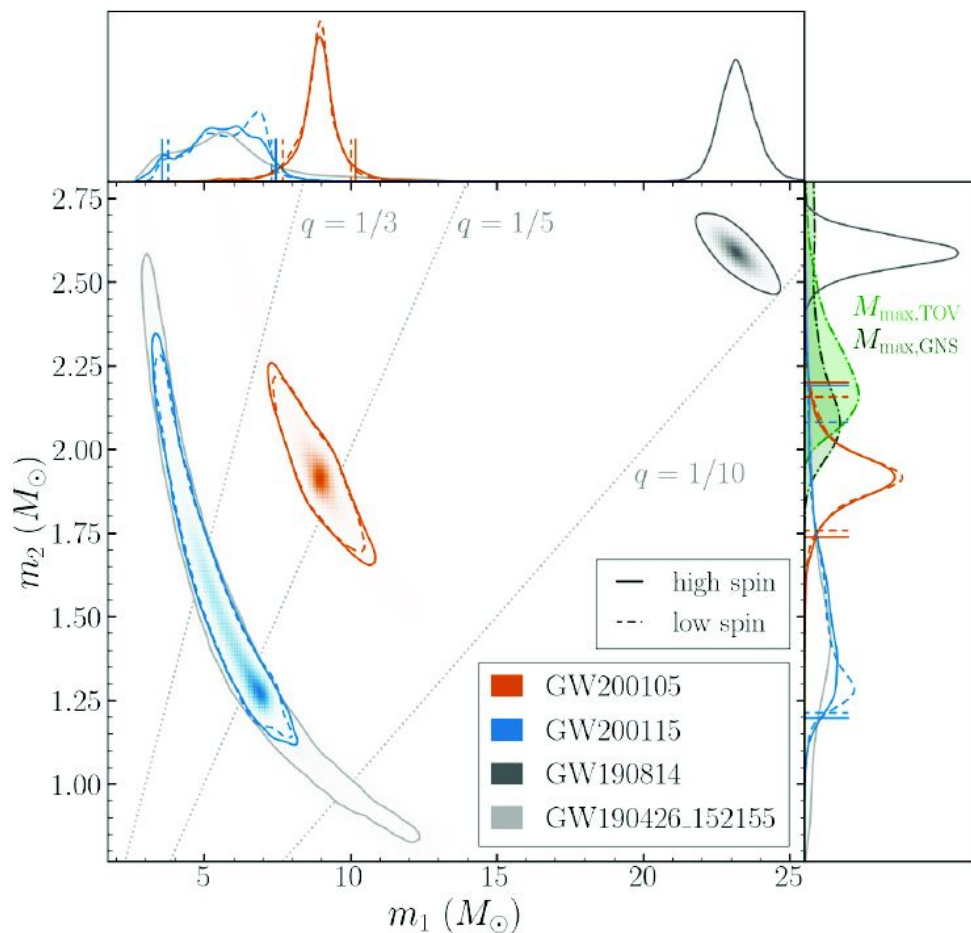 2.75
2.50
2.25
2.00
1.75
1.50
1.25
1.00
m₂ (M⊙)
q = 1/3
q = 1/5
q = 1/10
M_max,TOV
M_max,GNS
high spin
low spin
GW200105
GW200115
GW190814
GW190426_152155
5
10
15
20
25
m₁ (M⊙)